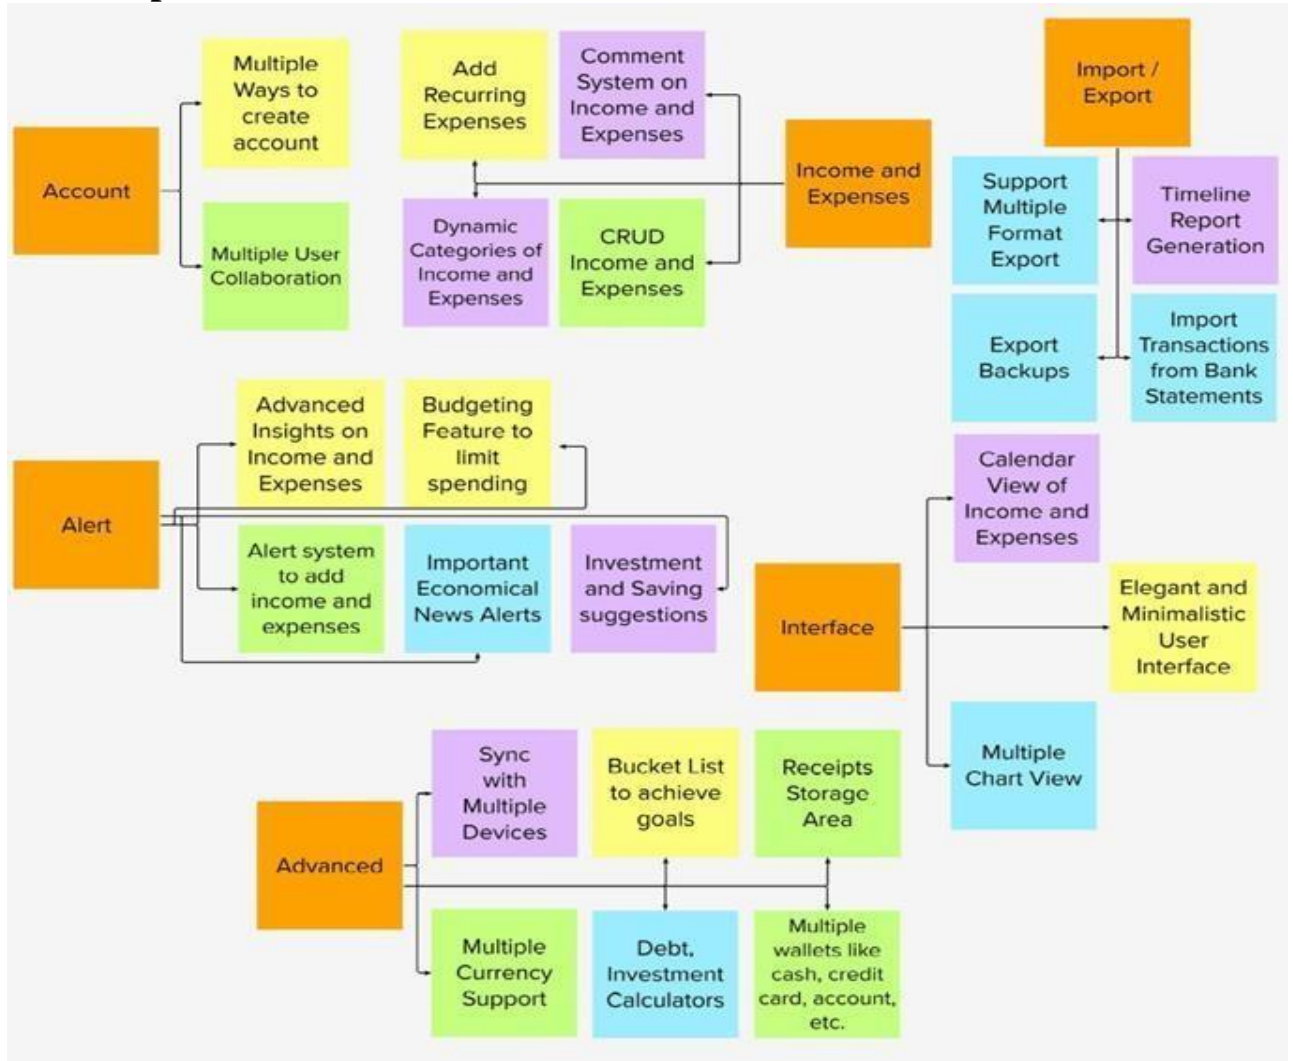 Account
Multiple
Ways to
create
account
Multiple User
Collaboration
Add
Recurring
Expenses
Comment
System on
Income and
Expenses
Dynamic
Categories of
Income and
Expenses
CRUD
Income and
Expenses
Income and
Expenses
Import /
Export
Support
Multiple
Format
Export
Timeline
Report
Generation
Export
Backups
Import
Transactions
from Bank
Statements
Alert
Advanced
Insights on
Income and
Expenses
Budgeting
Feature to
limit
spending
Alert system
to add
income and
expenses
Important
Economical
News Alerts
Investment
and Saving
suggestions
Interface
Calendar
View of
Income and
Expenses
Elegant and
Minimalistic
User
Interface
Multiple
Chart View
Advanced
Sync
with
Multiple
Devices
Bucket List
to achieve
goals
Receipts
Storage
Area
Multiple
Currency
Support
Debt,
Investment
Calculators
Multiple
wallets like
cash, credit
card, account,
etc.